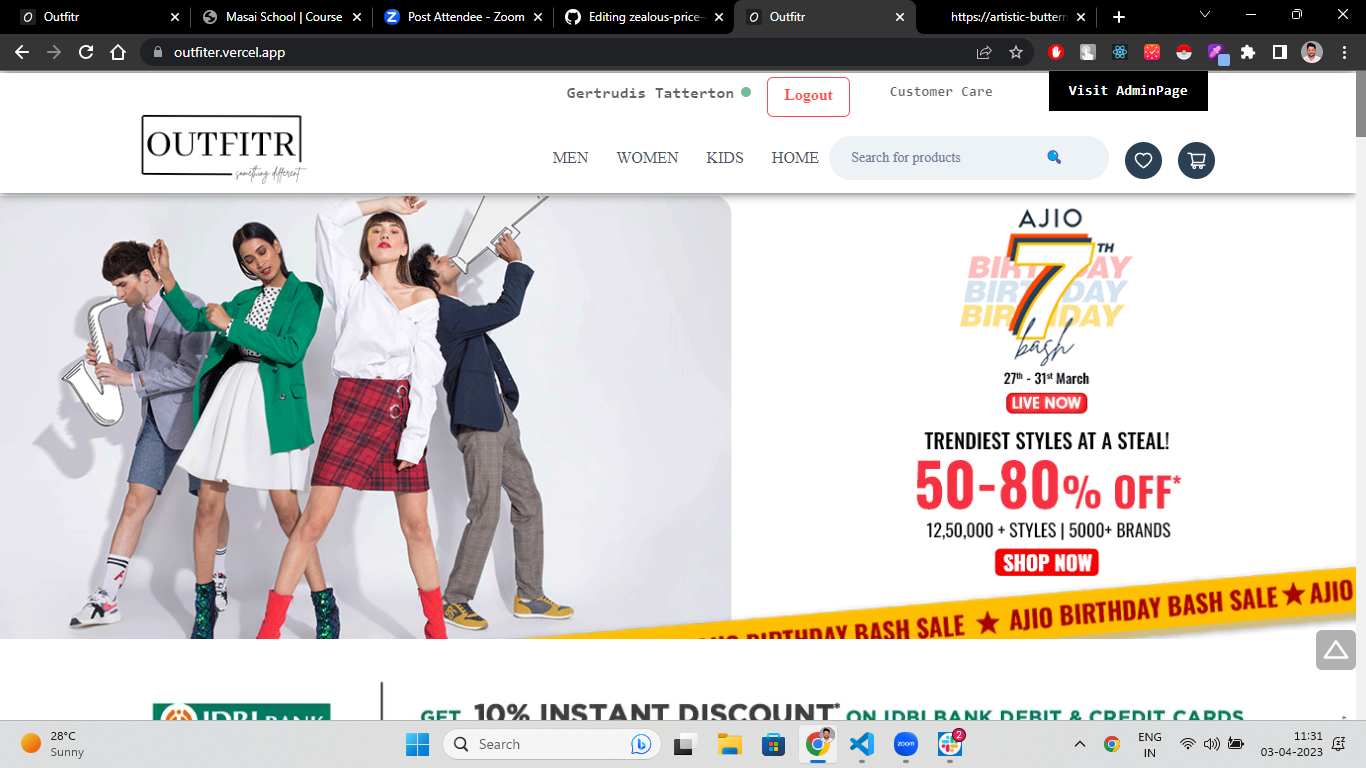 Outfitr
Masai School | Course
Post Attendee - Zoom
Editing zealous-price-
Outfitr
https://artistic-buttern
outfiter.vercel.app
Gertrudis Tatterton
Logout
Customer Care
Visit AdminPage
OUTFITR
something different
MEN
WOMEN
KIDS
HOME
Search for products
AJIO
7TH
BIRTHDAY
BIRTHDAY
BIRTHDAY
bash
27th - 31st March
LIVE NOW
TRENDIEST STYLES AT A STEAL!
50-80% OFF*
12,50,000 + STYLES | 5000+ BRANDS
SHOP NOW
BIRTHDAY BASH SALE ★ AJIO BIRTHDAY BASH SALE ★ AJIO
IDBI BANK
GET 10% INSTANT DISCOUNT* ON IDBI BANK DEBIT & CREDIT CARDS
28°C
Sunny
Search
zoom
2
ENG
IN
11:31
03-04-2023